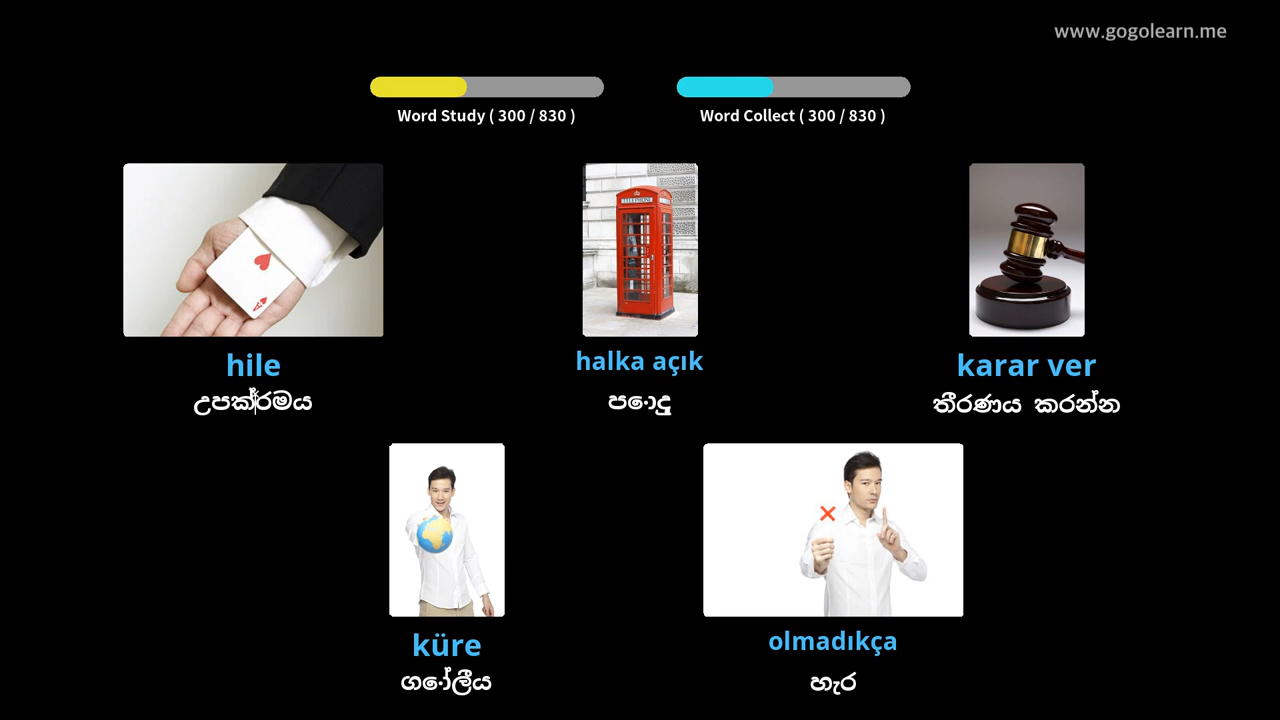 www.gogolearn.me
Word Study ( 300 / 830 )
Word Collect ( 300 / 830 )
TELEPHONE
hile
උපක්‍රමය
halka açık
පොදු
karar ver
තීරණය කරන්න
A
küre
ගෝලීය
olmadıkça
හැර